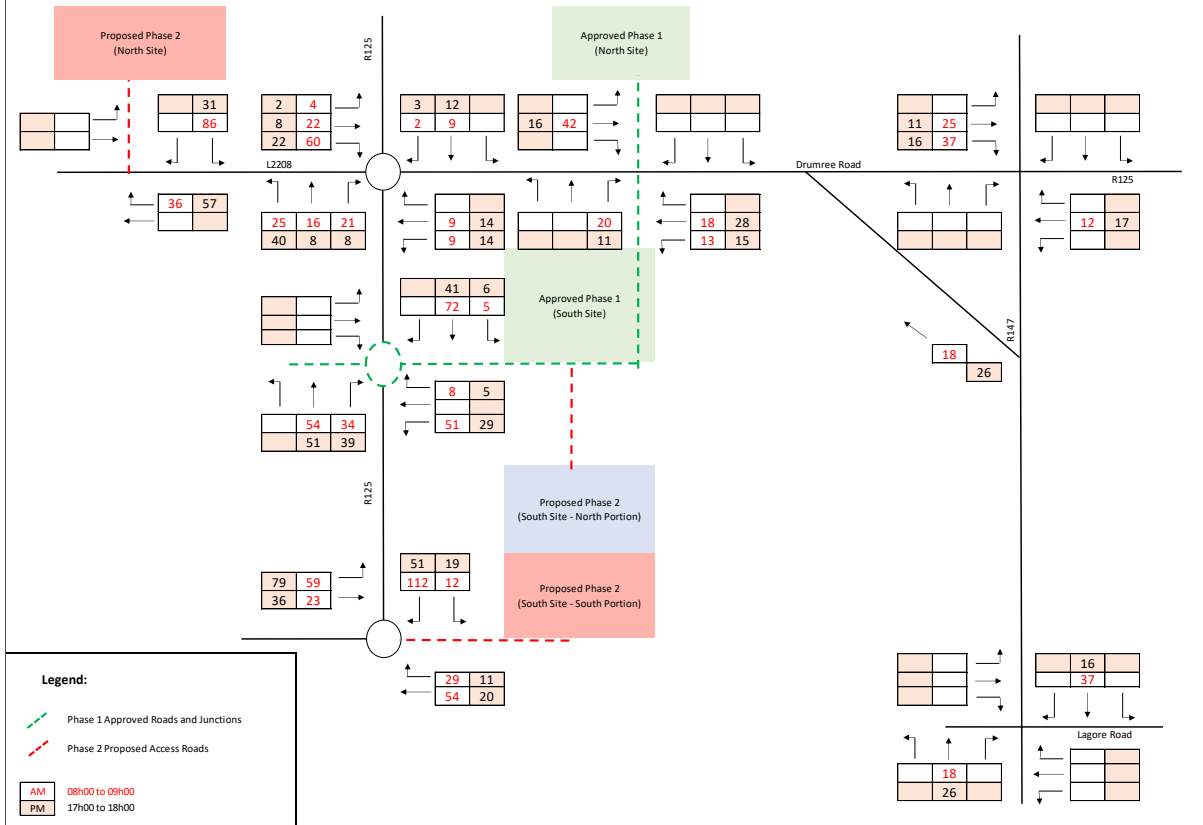 Proposed Phase 2
(North Site)
R125
Approved Phase 1
(North Site)
31
86
2 4
8 22
22 60
3 12
2 9
16 42
11 25
16 37
L2208
Drumree Road
R125
36 57
25 16 21
40 8 8
9 14
9 14
20
11
18 28
13 15
12 17
Approved Phase 1
(South Site)
41 6
72 5
R147
18
26
8 5
51 29
54 34
51 39
R125
Proposed Phase 2
(South Site - North Portion)
51 19
112 12
79 59
36 23
Proposed Phase 2
(South Site - South Portion)
29 11
54 20
16
37
Lagore Road
18
26
Legend:
Phase 1 Approved Roads and Junctions
Phase 2 Proposed Access Roads
AM 08h00 to 09h00
PM 17h00 to 18h00